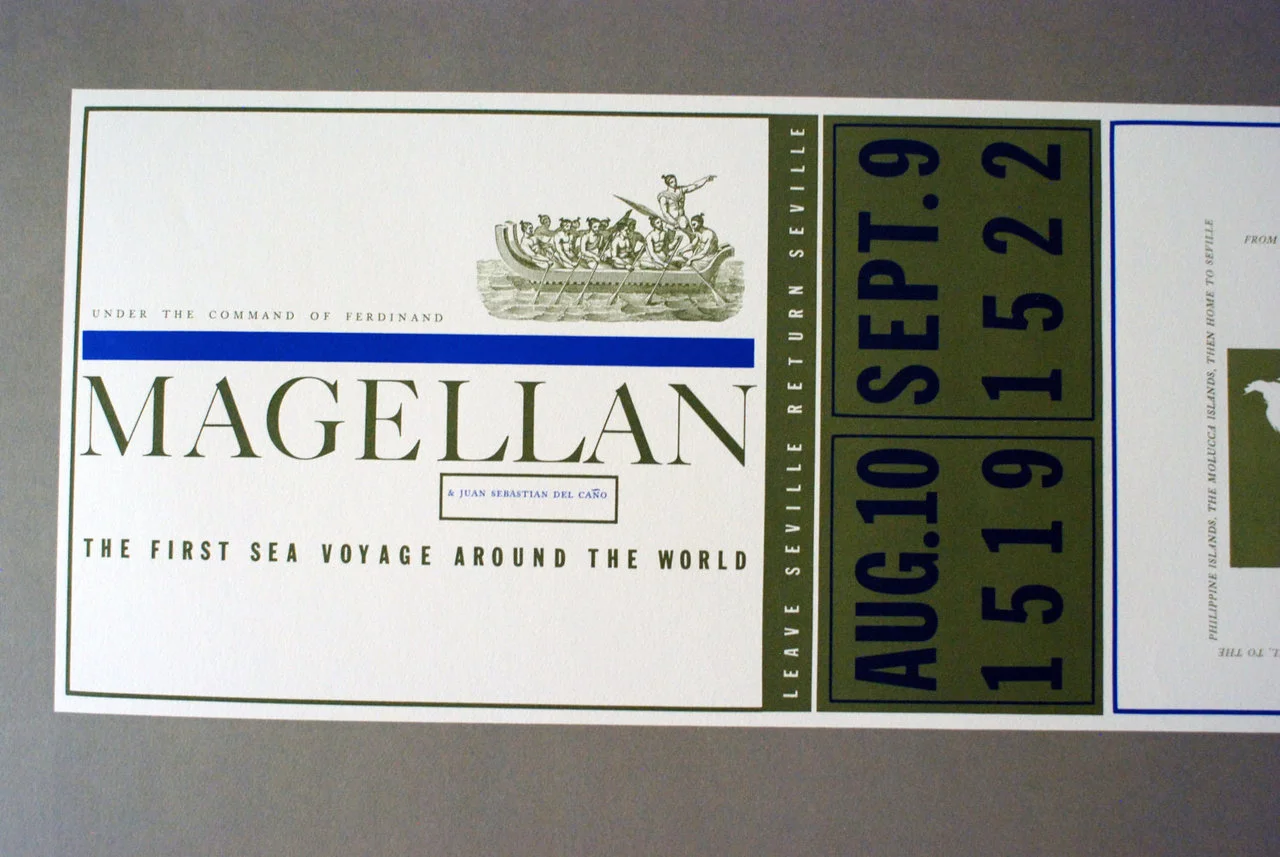 UNDER THE COMMAND OF FERDINAND
MAGELLAN
& JUAN SEBASTIAN DEL CAÑO
THE FIRST SEA VOYAGE AROUND THE WORLD
LEAVE SEVILLE RETURN SEVILLE
AUG.10
1519
SEPT.9
1522
FROM
PHILIPPINE ISLANDS, THE MOLUCCA ISLANDS, THEN HOME TO SEVILLE
TO THE